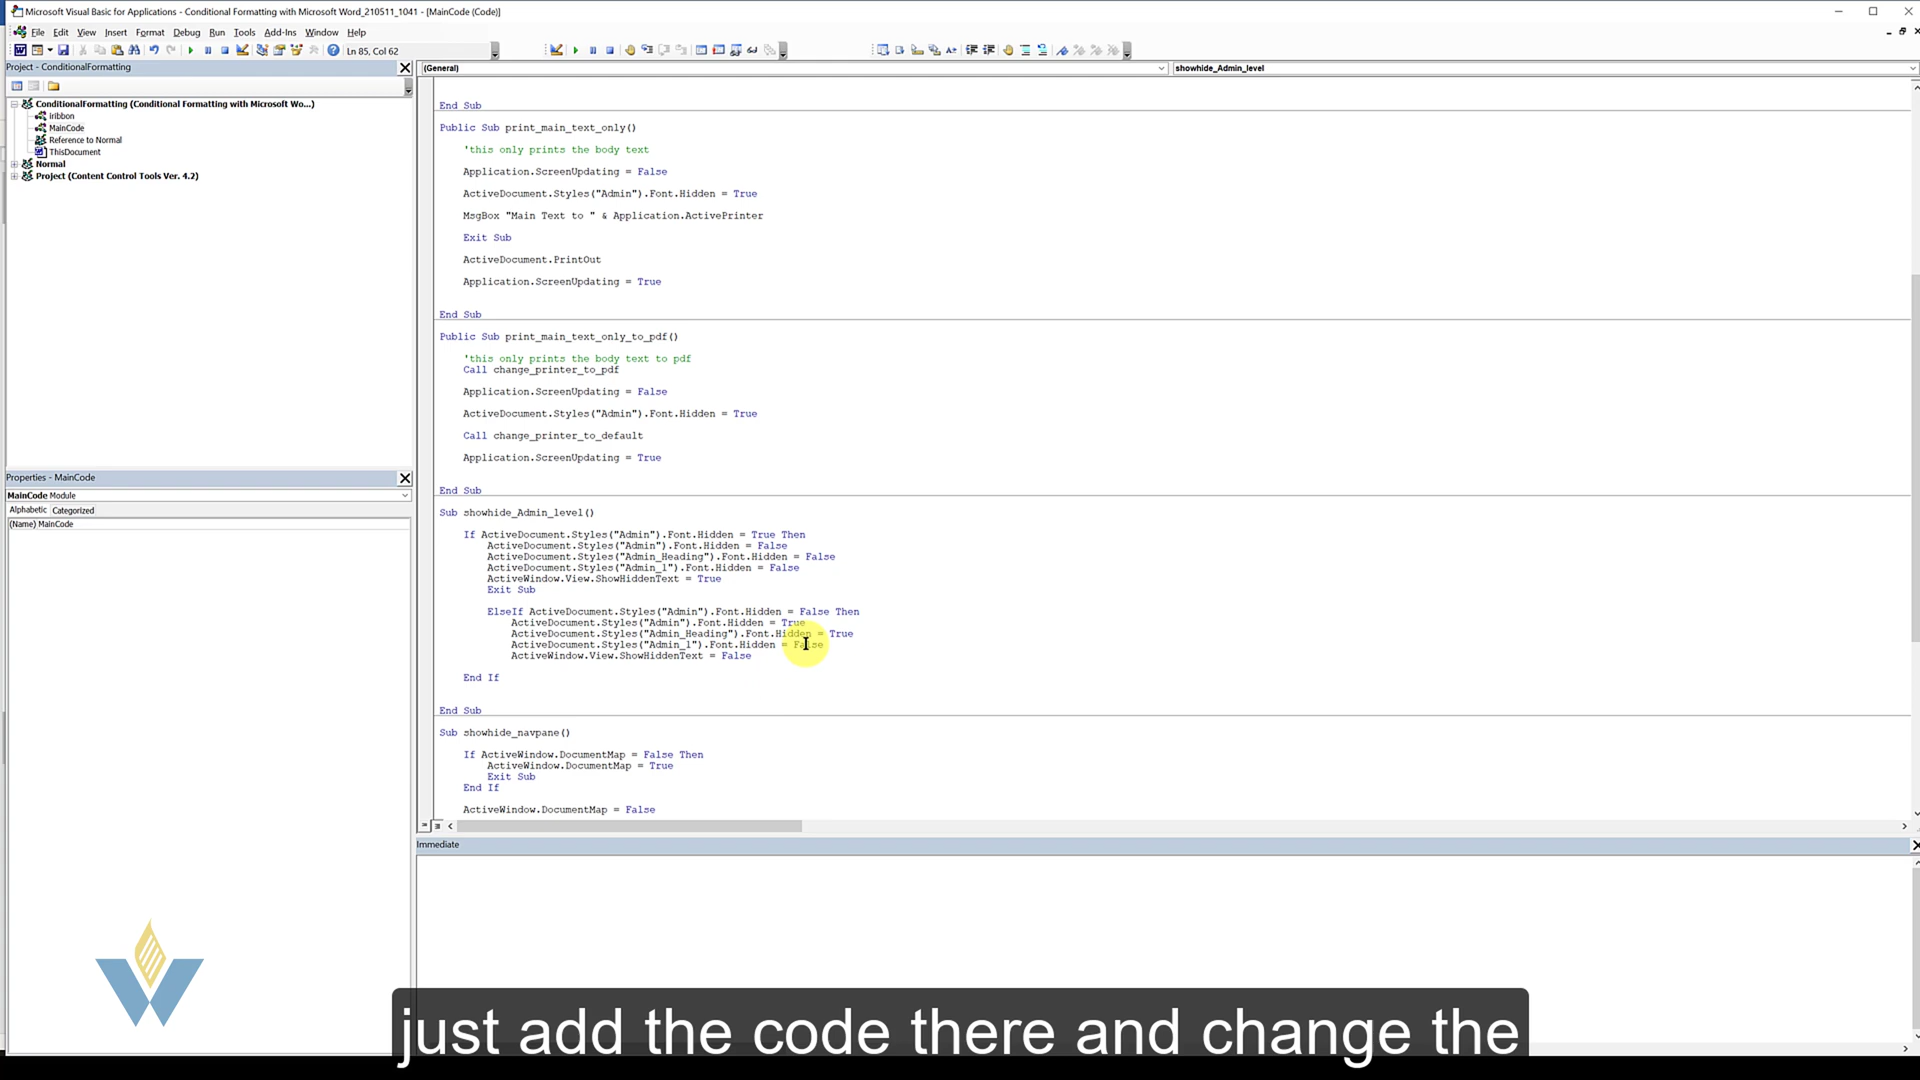 Microsoft Visual Basic for Applications - Conditional Formatting with Microsoft Word_210511_1041 - [MainCode (Code)]
File Edit View Insert Format Debug Run Tools Add-Ins Window Help
Ln 85, Col 62
Project - ConditionalFormatting
ConditionalFormatting (Conditional Formatting with Microsoft Wo...)
iribbon
MainCode
Reference to Normal
ThisDocument
Normal
Project (Content Control Tools Ver. 4.2)
Properties - MainCode
MainCode Module
Alphabetic Categorized
(Name) MainCode
(General)
showhide_Admin_level
End Sub
Public Sub print_main_text_only()
'this only prints the body text
Application.ScreenUpdating = False
ActiveDocument.Styles("Admin").Font.Hidden = True
MsgBox "Main Text to " & Application.ActivePrinter
Exit Sub
ActiveDocument.PrintOut
Application.ScreenUpdating = True
End Sub
Public Sub print_main_text_only_to_pdf()
'this only prints the body text to pdf
Call change_printer_to_pdf
Application.ScreenUpdating = False
ActiveDocument.Styles("Admin").Font.Hidden = True
Call change_printer_to_default
Application.ScreenUpdating = True
End Sub
Sub showhide_Admin_level()
If ActiveDocument.Styles("Admin").Font.Hidden = True Then
ActiveDocument.Styles("Admin").Font.Hidden = False
ActiveDocument.Styles("Admin_Heading").Font.Hidden = False
ActiveDocument.Styles("Admin_1").Font.Hidden = False
ActiveWindow.View.ShowHiddenText = True
Exit Sub
ElseIf ActiveDocument.Styles("Admin").Font.Hidden = False Then
ActiveDocument.Styles("Admin").Font.Hidden = True
ActiveDocument.Styles("Admin_Heading").Font.Hidden = True
ActiveDocument.Styles("Admin_1").Font.Hidden = False
ActiveWindow.View.ShowHiddenText = False
End If
End Sub
Sub showhide_navpane()
If ActiveWindow.DocumentMap = False Then
ActiveWindow.DocumentMap = True
Exit Sub
End If
ActiveWindow.DocumentMap = False
Immediate
just add the code there and change the